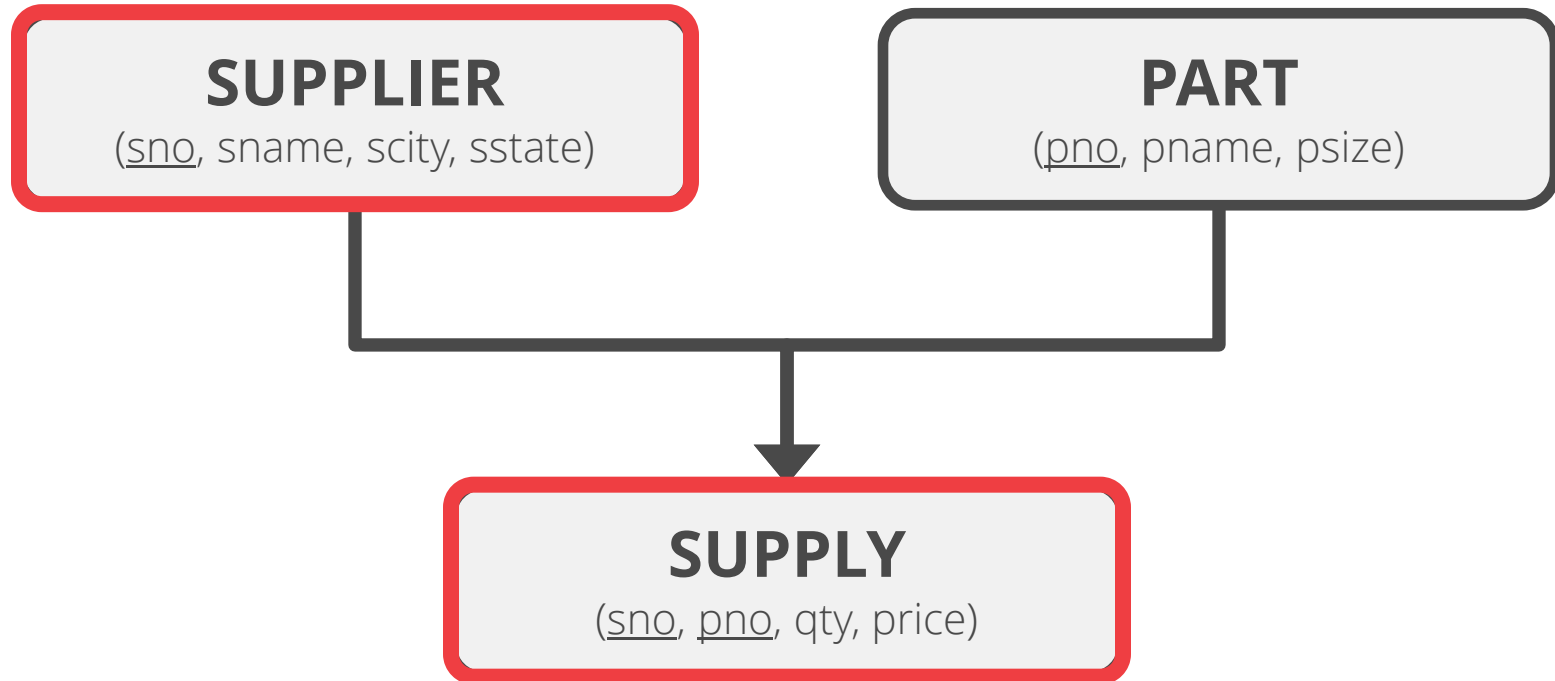 SUPPLIER
(sno, sname, scity, sstate)
PART
(pno, pname, psize)
SUPPLY
(sno, pno, qty, price)